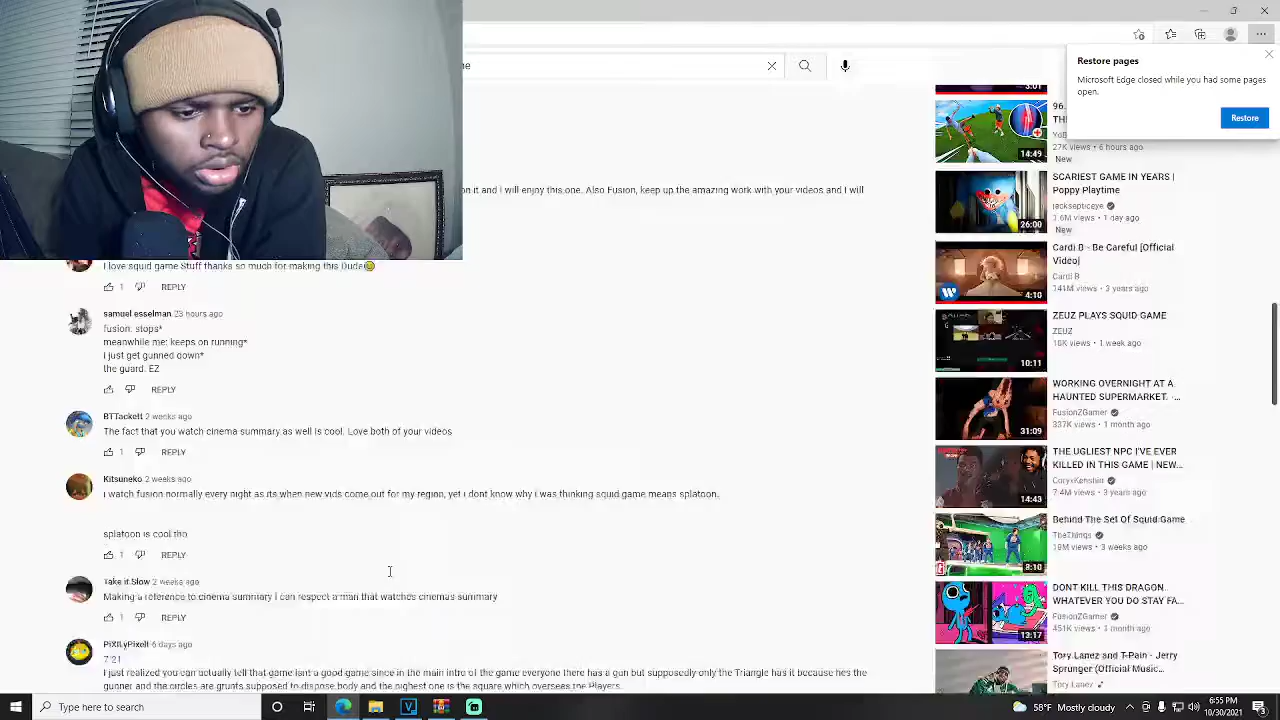 ne
Restore pages
Microsoft Edge closed while you had some pages
open.
Restore
3:01
96.
THE
14:49
27K views • 6 hours ago
New
on it and I will enjoy this one. Also Fusion, keep up the amazing work with your videos and I will
SCARIEST GAME IN YEARS |
Poppy Playtime
jacksepticeye
1.6M views • 1 day ago
New
26:00
I love squid game Stuff thanks so much for making this Dude
1 REPLY
Cardi B - Be Careful [Official
Video]
Cardi B
141M views • 3 years ago
4:10
samuel esselman 23 hours ago
fusion: stops*
meanwhile me: keeps on running*
i just get gunned down*
the guard. EZ
REPLY
ZEUZ PLAYS SQUID GAME
ZEUZ
16K views • 1 week ago
10:11
WORKING OVERNIGHT AT A
HAUNTED SUPERMARKET. -...
FusionZGamer
337K views • 1 month ago
31:09
BTTackett 2 weeks ago
The fact that you watch cinema summary as well is cool. Love both of your videos
1 REPLY
THE UGLIEST NPC I'VE EVER
KILLED IN THIS GAME | NEW...
CoryxKenshin
7.4M views • 3 years ago
14:43
Kitsuneko 2 weeks ago
i watch fusion normally every night as its when new vids come out for my region, yet i dont know why i was thinking squid game means splatoon.
splatoon is cool tho
1 REPLY
Behind The Set Of Squid Game
19M views • 3 weeks ago
8:10
Take it Slow 2 weeks ago
Making a reference to cinema summary I can respect a man that watches cinemas summary
1 REPLY
DONT KILL THIS DRAGON..
WHATEVER YOU DO STAY FA...
FusionZGamer
451K views • 3 month ago
13:17
PiXILyPixel 6 days ago
7:21
I just realized you can actually tell that game isnt a good game since in the main intro of the game everyone there has a gun but supposedly only the Triangle has it because hes the
gunner and the circles are grunts supposed to dispose body and the highest one is the square which oversees the Players.
Tory Lanez and T-Pain - Jerry
Sprunger (Official Music...
Tory Lanez
Type here to search
58°F Mostly cloudy
6:55 PM
10/30/2021